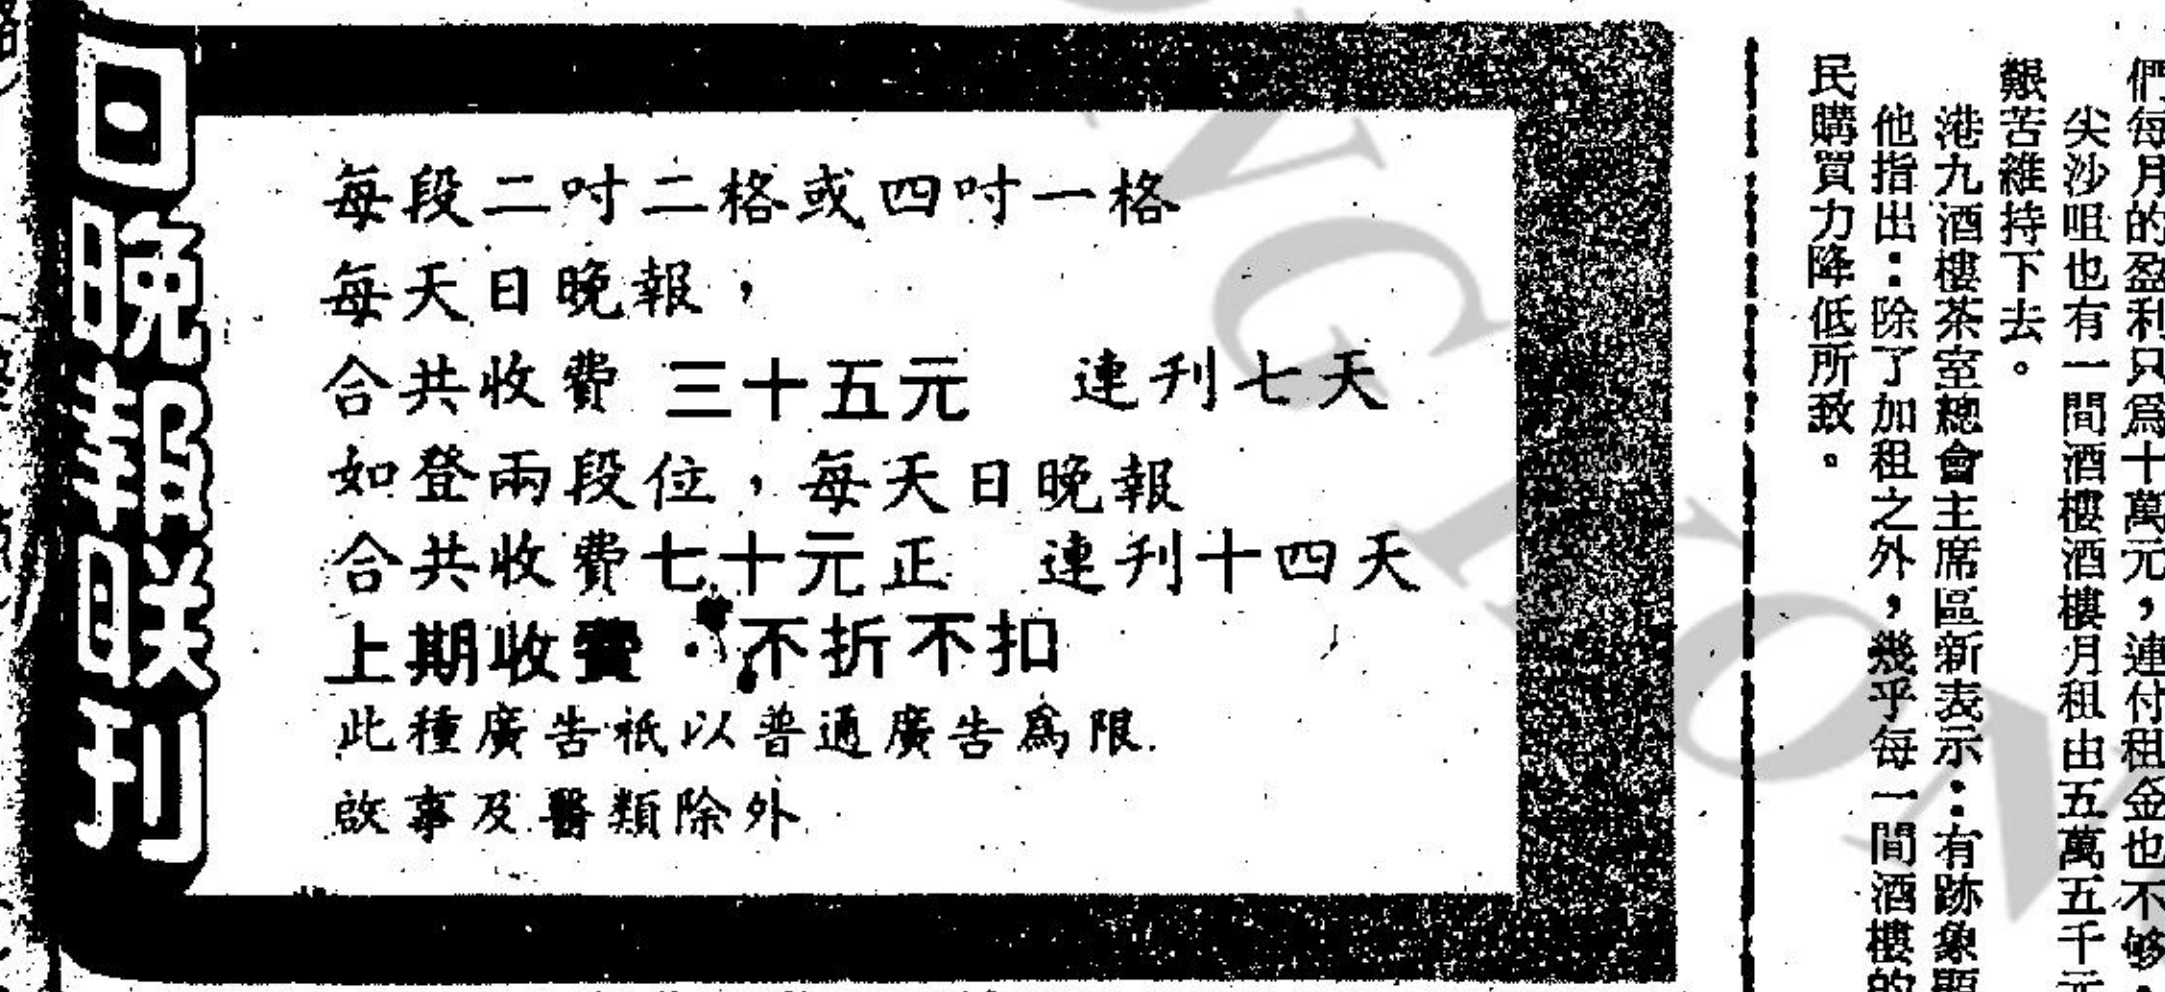 日晚報聯刊
每段二吋二格或四吋一格
每天日晚報，
合共收費 三十五元　連刋七天
如登兩段位，每天日晚報
合共收費七十元正　連刋十四天
上期收費・不折不扣
此種廣告祇以普通廣告爲限.
啟事及醫類除外.
們每月的盈利只爲十萬元，連付租金也不够，
尖沙咀也有一間酒樓酒樓月租由五萬五千元
艱苦維持下去。
港九酒樓茶室總會主席區新表示：有跡象顯
他指出：除了加租之外，幾乎每一間酒樓的
民購買力降低所致。